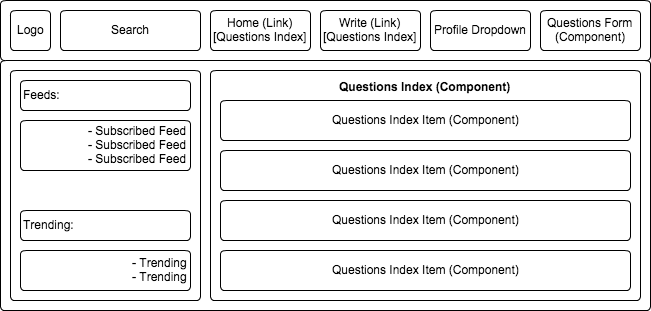 Logo
Search
Home (Link)
[Questions Index]
Write (Link)
[Questions Index]
Profile Dropdown
Questions Form
(Component)
Feeds:
- Subscribed Feed
- Subscribed Feed
- Subscribed Feed
Trending:
- Trending
- Trending
Questions Index (Component)
Questions Index Item (Component)
Questions Index Item (Component)
Questions Index Item (Component)
Questions Index Item (Component)